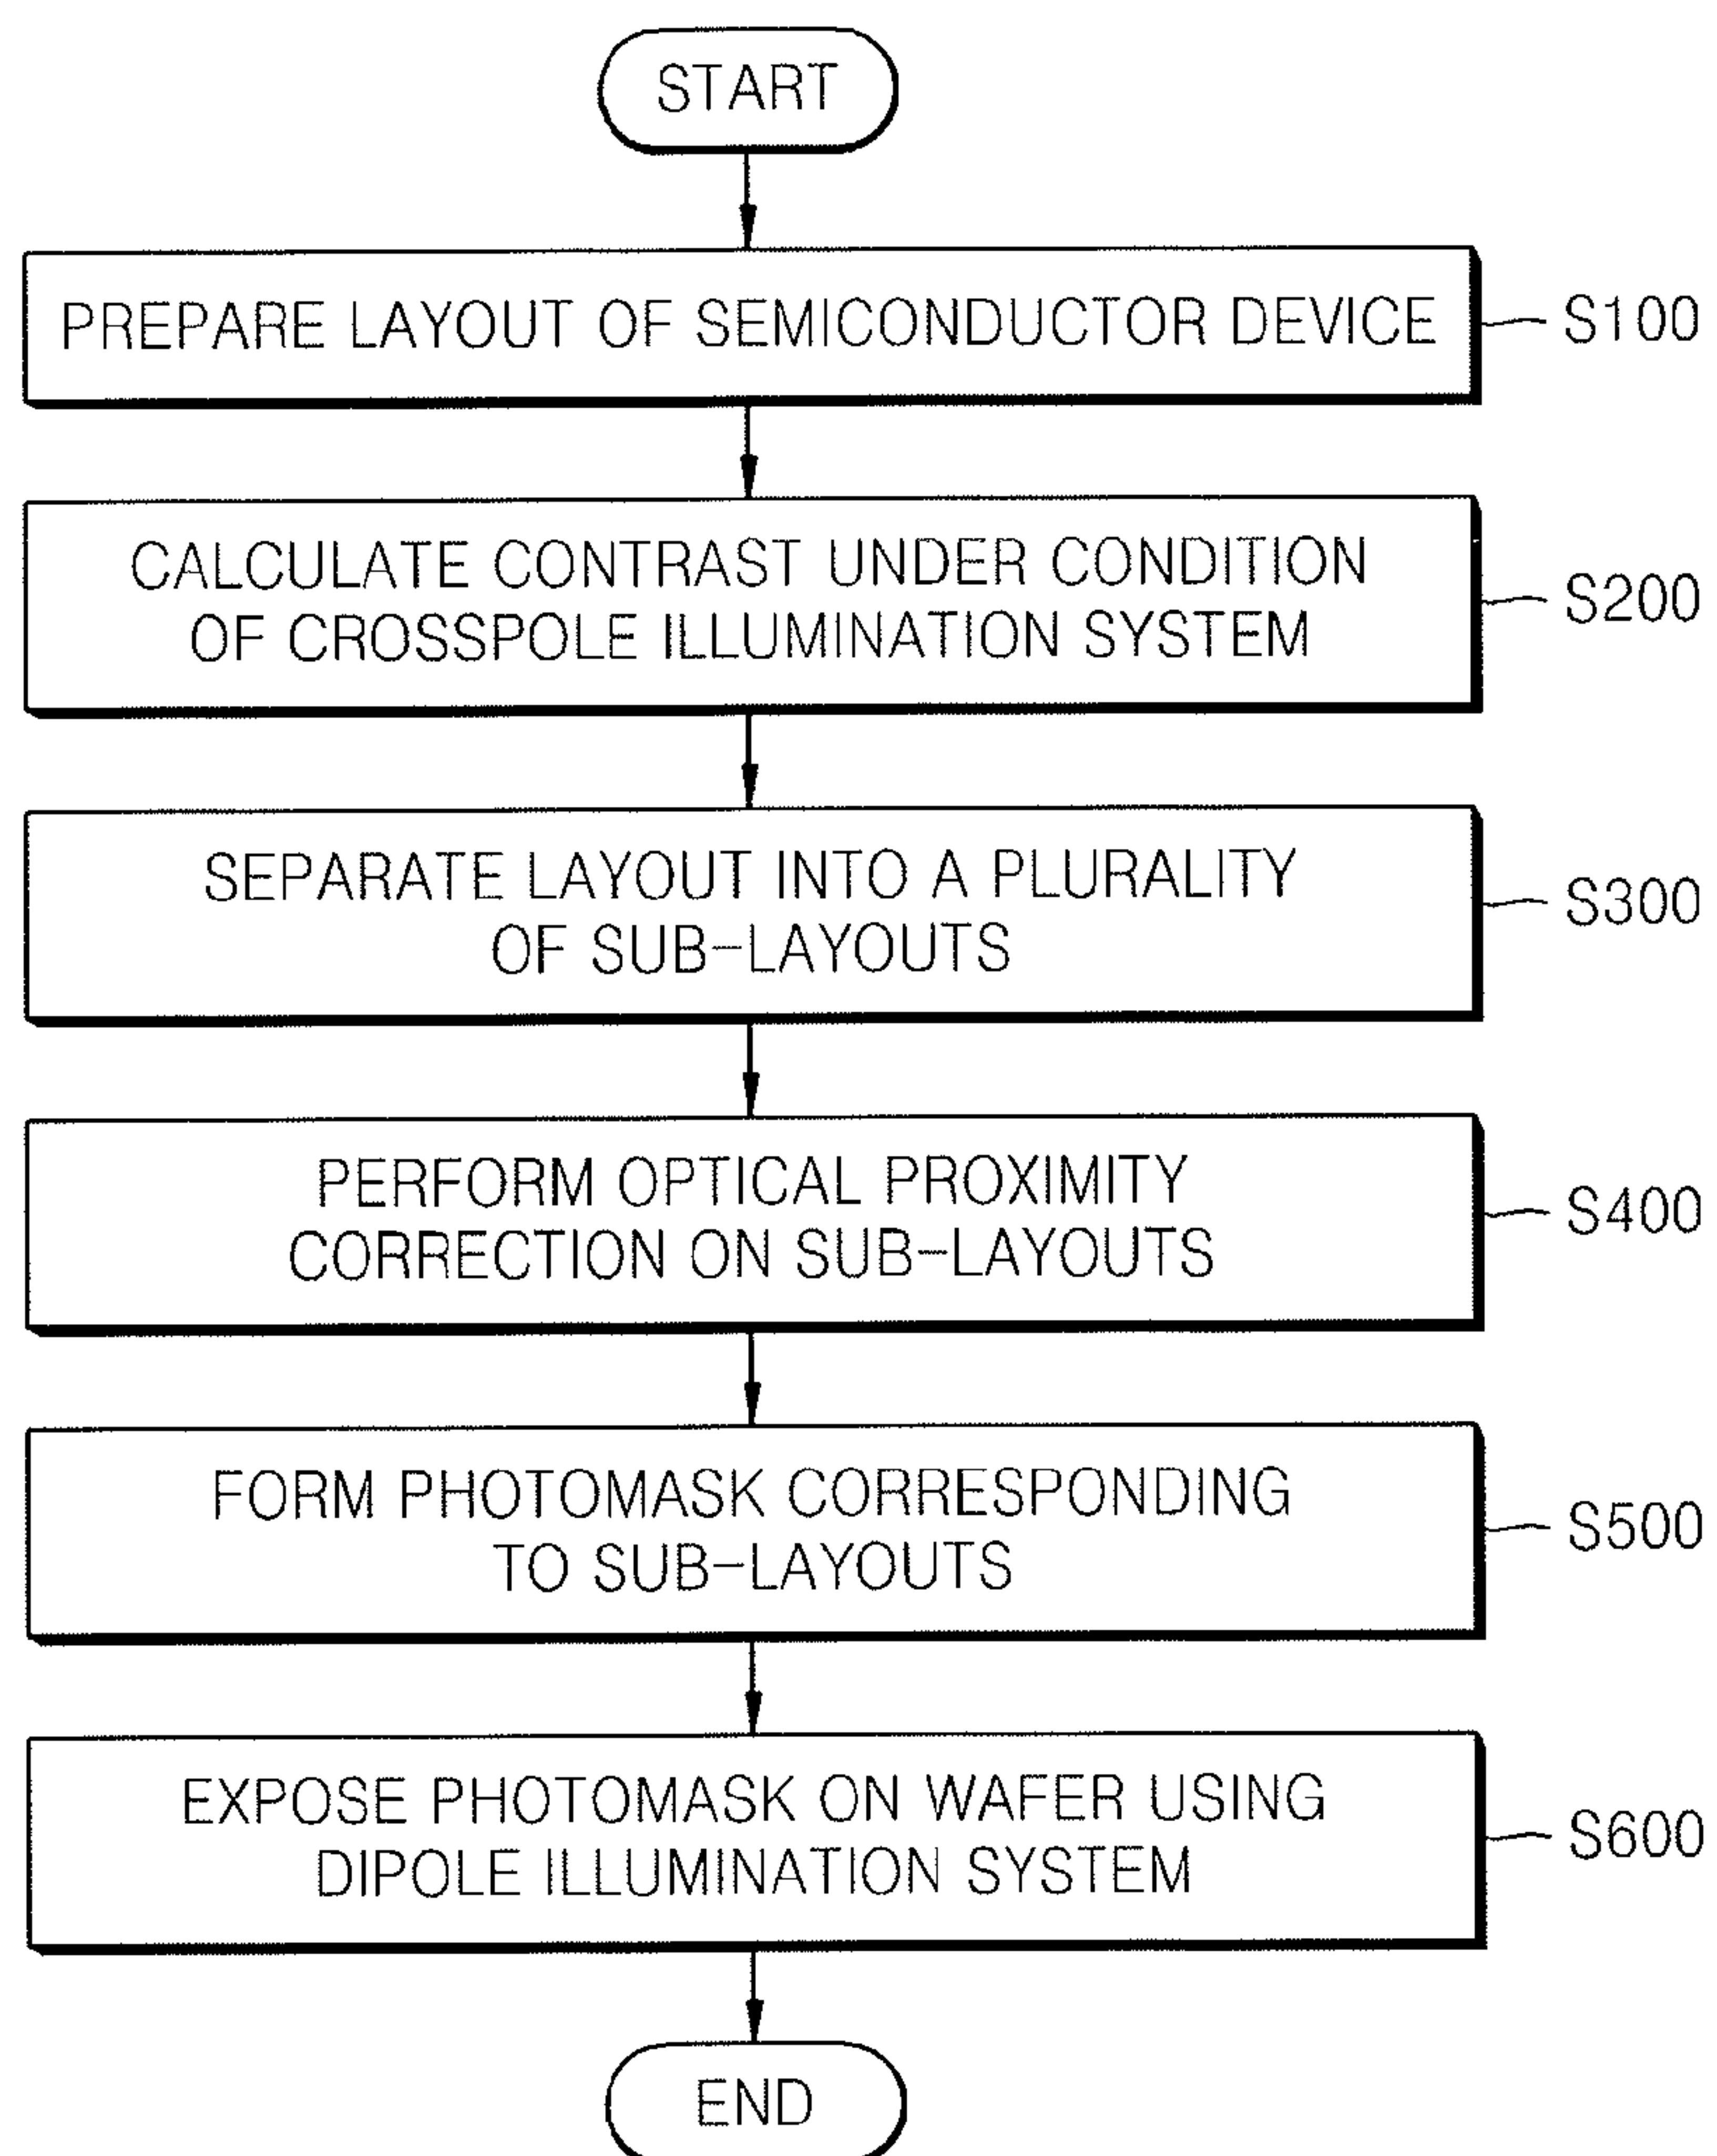 START
PREPARE LAYOUT OF SEMICONDUCTOR DEVICE
S100
CALCULATE CONTRAST UNDER CONDITION
OF CROSSPOLE ILLUMINATION SYSTEM
S200
SEPARATE LAYOUT INTO A PLURALITY
OF SUB-LAYOUTS
S300
PERFORM OPTICAL PROXIMITY
CORRECTION ON SUB-LAYOUTS
S400
FORM PHOTOMASK CORRESPONDING
TO SUB-LAYOUTS
S500
EXPOSE PHOTOMASK ON WAFER USING
DIPOLE ILLUMINATION SYSTEM
S600
END